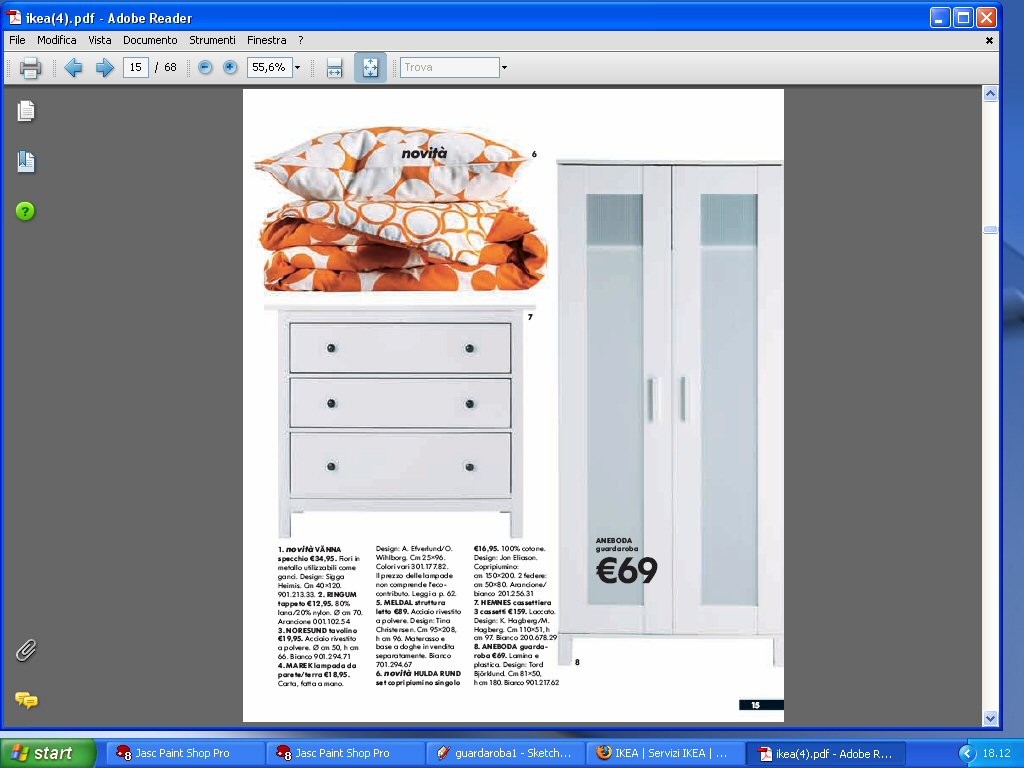 ikea(4).pdf - Adobe Reader
File Modifica Vista Documento Strumenti Finestra ?
15 / 68 55,6% Trova
novità
6
7
ANEBODA
guardaroba
€69
8
1. novità VÄNNA
specchio €34,95. Fiori in
metallo utilizzabili come
ganci. Design: Sigga
Heimis. Cm 40×120.
901.213.33. 2. RINGUM
tappeto €12,95. 80%
lana/20% nylon. Ø cm 70.
Arancione 001.102.54
3. NORESUND tavolino
€19,95. Acciaio rivestito
a polvere. Ø cm 50, h cm
66. Bianco 901.294.71
4. MAREK lampada da
parete/terra €18,95.
Carta, fatta a mano.
Design: A. Efverlund/O.
Wihlborg. Cm 25×96.
Colori vari 301.177.82.
Il prezzo delle lampade
non comprende l'eco-
contributo. Leggi a p. 62.
5. MELDAL struttura
letto €89. Acciaio rivestito
a polvere. Design: Tina
Christensen. Cm 95×208,
h cm 96. Materasso e
base a doghe in vendita
separatamente. Bianco
701.294.67
6. novità HULDA RUND
set copripiumino singolo
€16,95. 100% cotone.
Design: Jon Eliason.
Copripiumino:
cm 150×200. 2 federe:
cm 50×80. Arancione/
bianco 201.256.31
7. HEMNES cassettiera
3 cassetti €159. Laccato.
Design: K. Hagberg/M.
Hagberg. Cm 110×51, h
cm 97. Bianco 200.678.29
8. ANEBODA guarda-
roba €69. Lamina e
plastica. Design: Tord
Björklund. Cm 81×50,
h cm 180. Bianco 901.217.62
15
start Jasc Paint Shop Pro Jasc Paint Shop Pro guardaroba1 - Sketch... IKEA | Servizi IKEA | ... ikea(4).pdf - Adobe R... 18.12